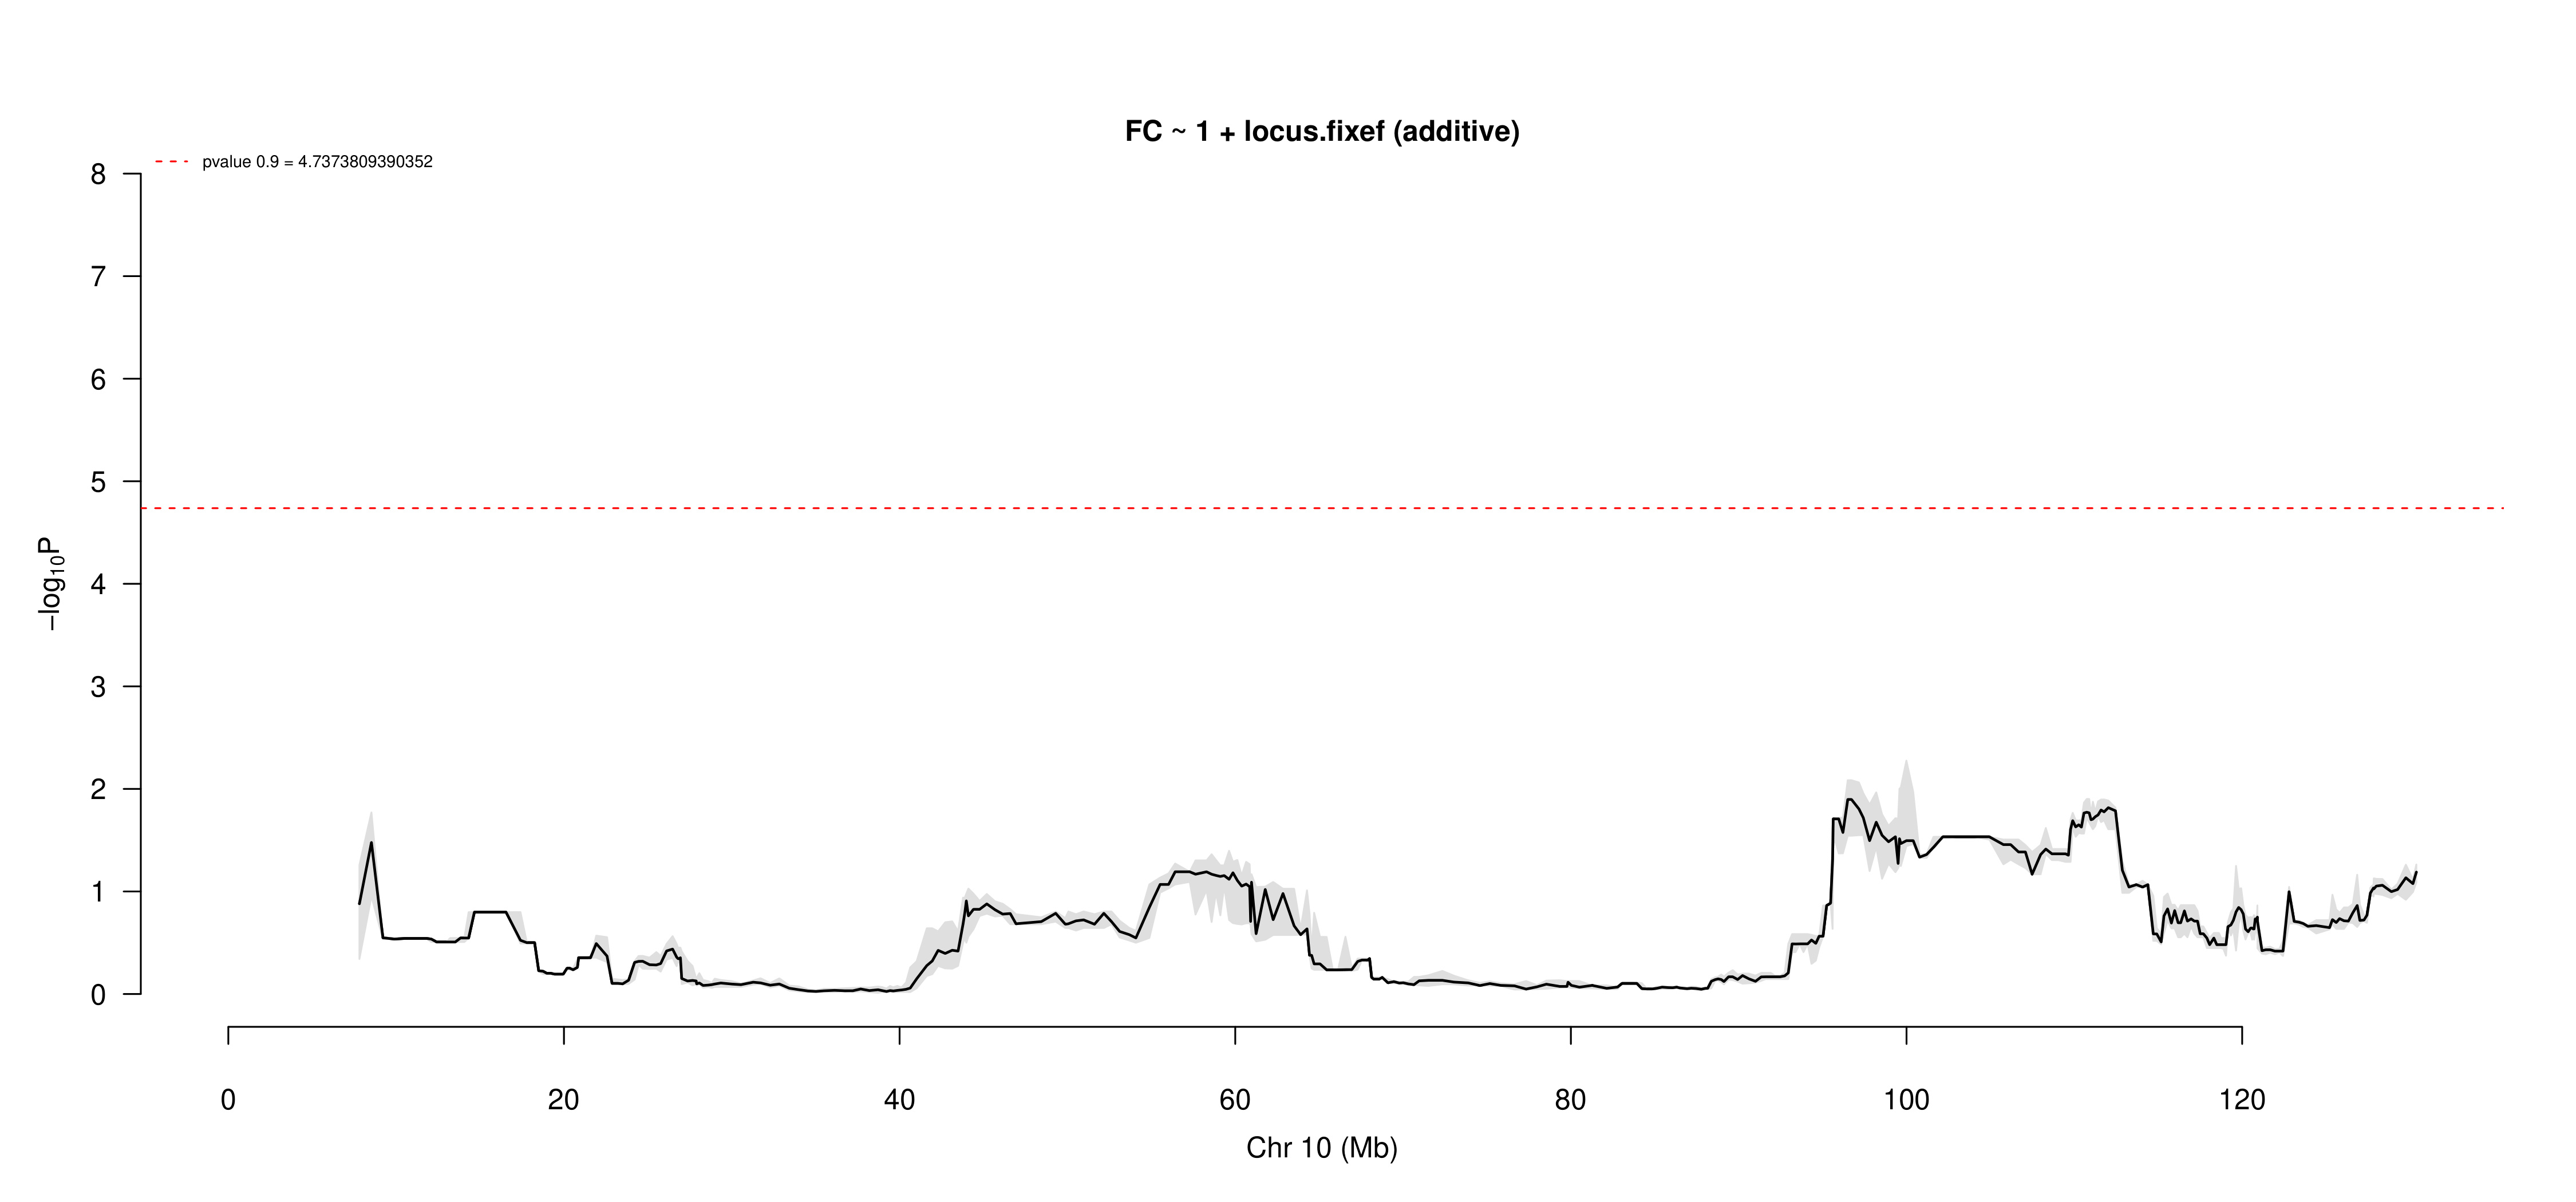 FC ~ 1 + locus.fixef (additive)
pvalue 0.9 = 4.7373809390352
8
7
6
5
4
3
2
1
0
−log₁₀P
0 20 40 60 80 100 120
Chr 10 (Mb)